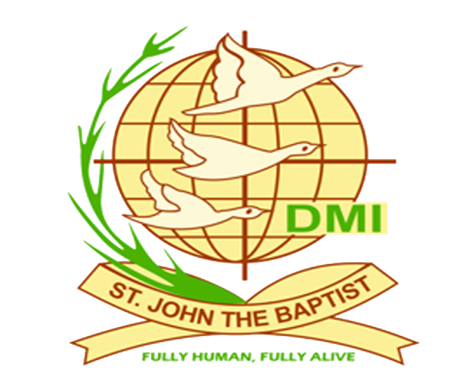 DMI
ST. JOHN THE BAPTIST
FULLY HUMAN, FULLY ALIVE